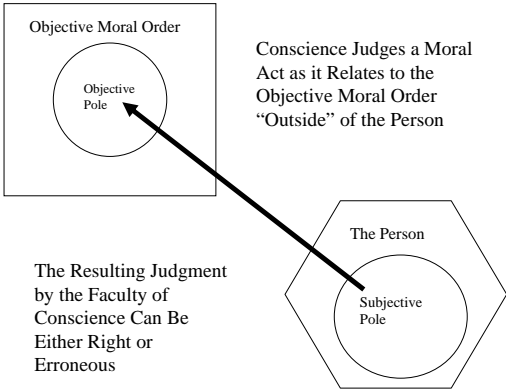 Objective Moral Order
Objective
Pole
Conscience Judges a Moral
Act as it Relates to the
Objective Moral Order
“Outside” of the Person
The Person
Subjective
Pole
The Resulting Judgment
by the Faculty of
Conscience Can Be
Either Right or
Erroneous